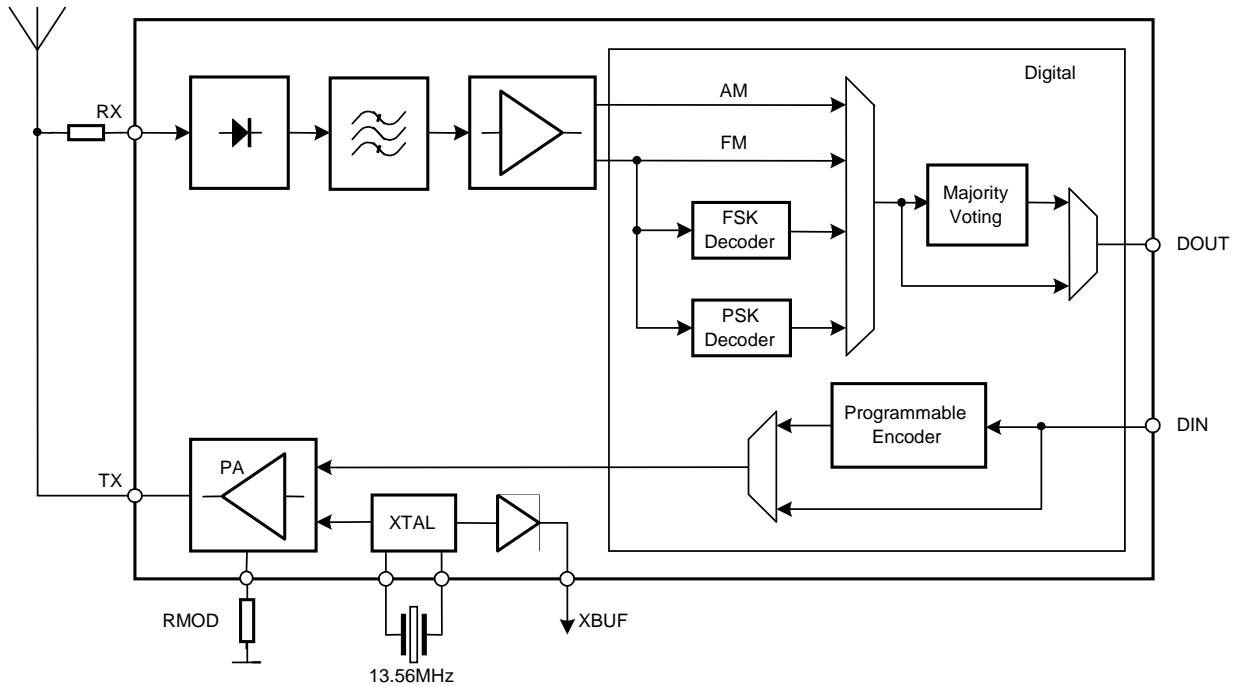 Digital
RX
AM
FM
FSK
Decoder
PSK
Decoder
Majority
Voting
DOUT
Programmable
Encoder
DIN
TX
PA
XTAL
RMOD
XBUF
13.56MHz